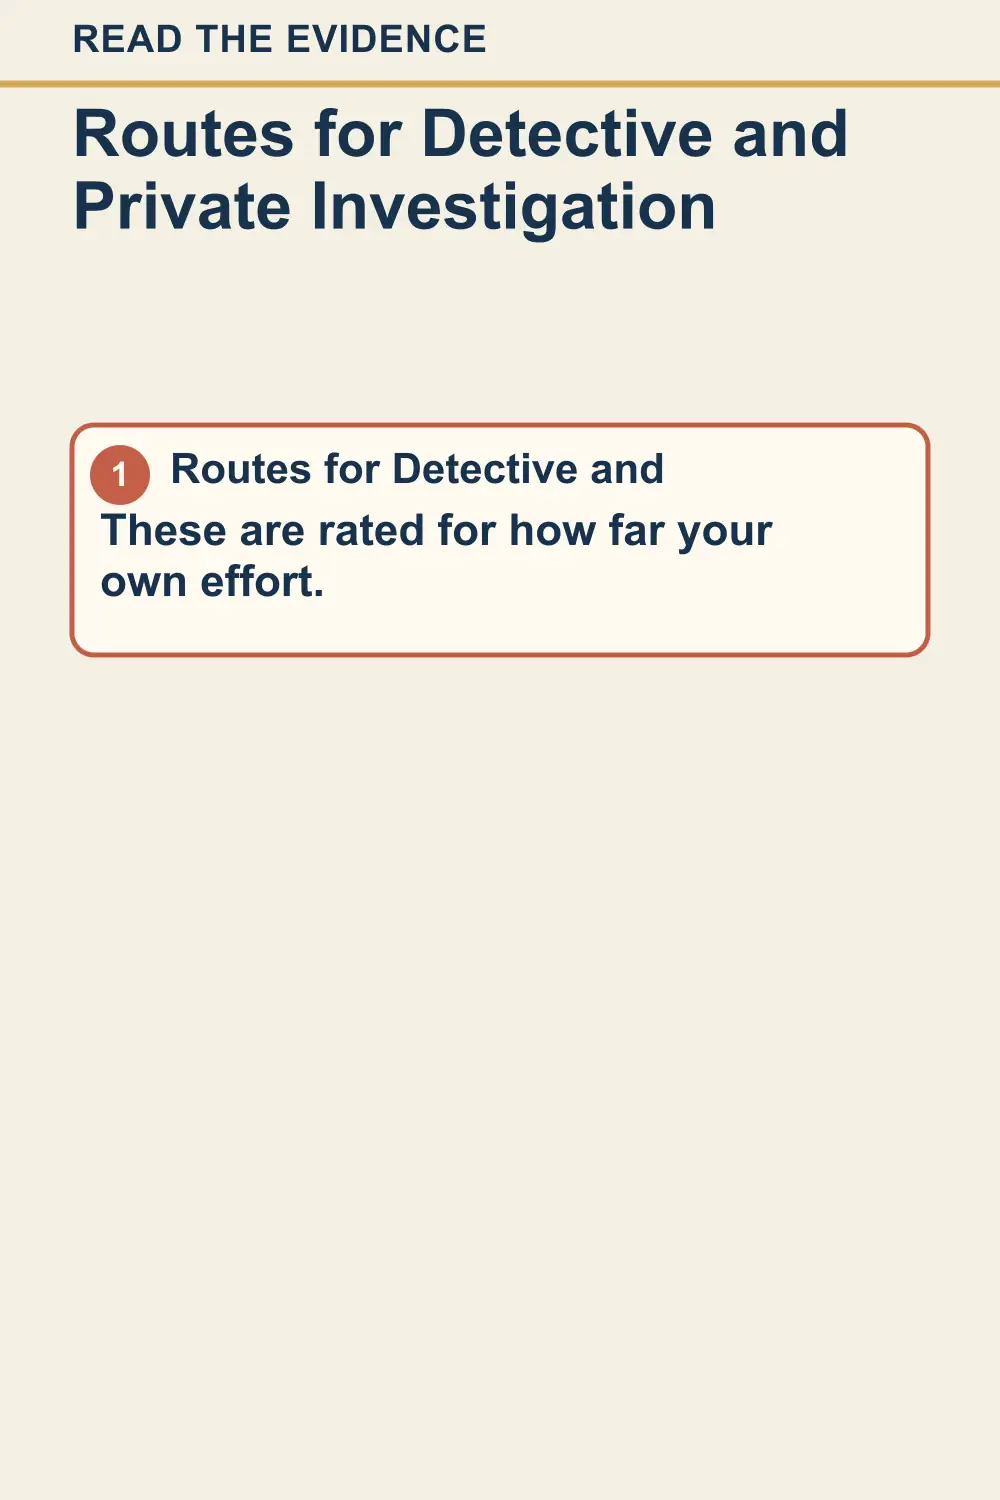 READ THE EVIDENCE
Routes for Detective and
Private Investigation
1 Routes for Detective and
These are rated for how far your
own effort.